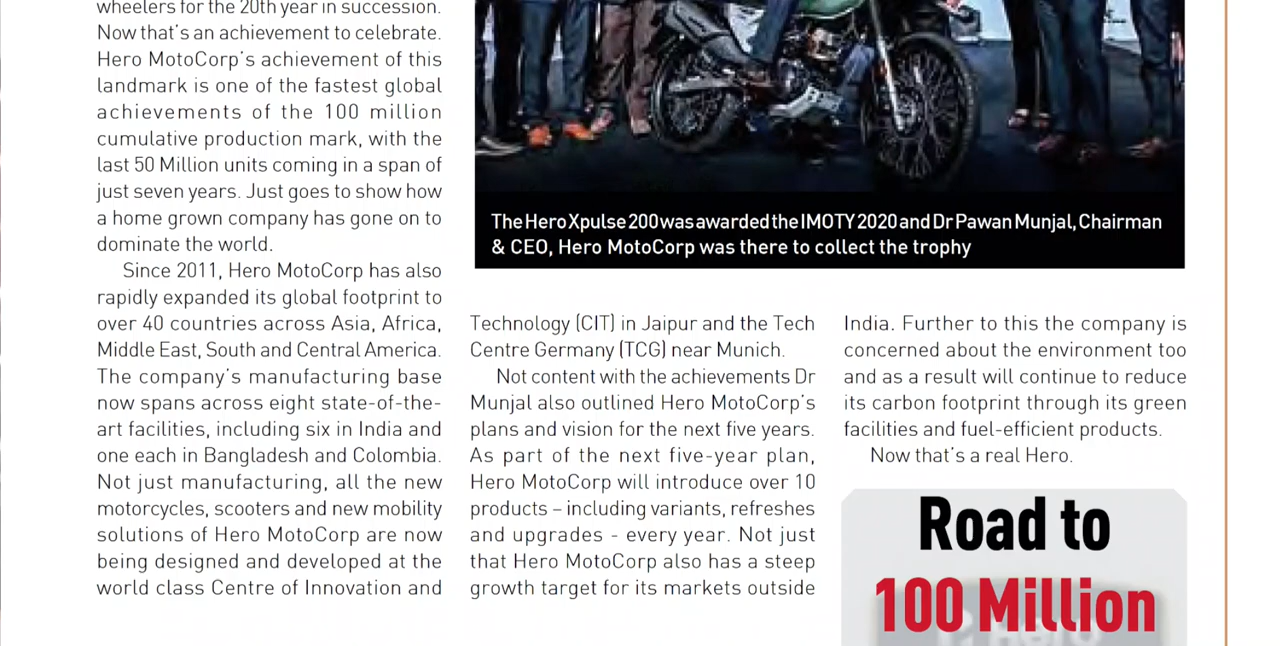 wheelers for the 20th year in succession.
Now that's an achievement to celebrate.
Hero MotoCorp's achievement of this
landmark is one of the fastest global
achievements of the 100 million
cumulative production mark, with the
last 50 Million units coming in a span of
just seven years. Just goes to show how
a home grown company has gone on to
dominate the world.
Since 2011, Hero MotoCorp has also
rapidly expanded its global footprint to
over 40 countries across Asia, Africa,
Middle East, South and Central America.
The company's manufacturing base
now spans across eight state-of-the-
art facilities, including six in India and
one each in Bangladesh and Colombia.
Not just manufacturing, all the new
motorcycles, scooters and new mobility
solutions of Hero MotoCorp are now
being designed and developed at the
world class Centre of Innovation and
The Hero Xpulse 200 was awarded the IMOTY 2020 and Dr Pawan Munjal, Chairman
& CEO, Hero MotoCorp was there to collect the trophy
Technology (CIT) in Jaipur and the Tech
Centre Germany (TCG) near Munich.
Not content with the achievements Dr
Munjal also outlined Hero MotoCorp's
plans and vision for the next five years.
As part of the next five-year plan,
Hero MotoCorp will introduce over 10
products – including variants, refreshes
and upgrades - every year. Not just
that Hero MotoCorp also has a steep
growth target for its markets outside
India. Further to this the company is
concerned about the environment too
and as a result will continue to reduce
its carbon footprint through its green
facilities and fuel-efficient products.
Now that's a real Hero.
Road to
100 Million